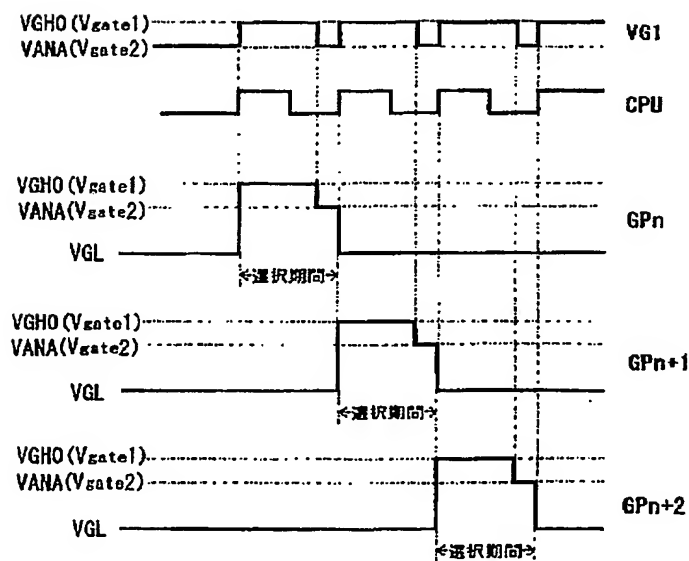 VGHO(Vgate1)
VANA(Vgate2)
VG1
CPU
VGHO(Vgate1)
VANA(Vgate2)
GPn
VGL
選択期間
VGHO(Vgate1)
VANA(Vgate2)
GPn+1
VGL
選択期間
VGHO(Vgate1)
VANA(Vgate2)
GPn+2
VGL
選択期間